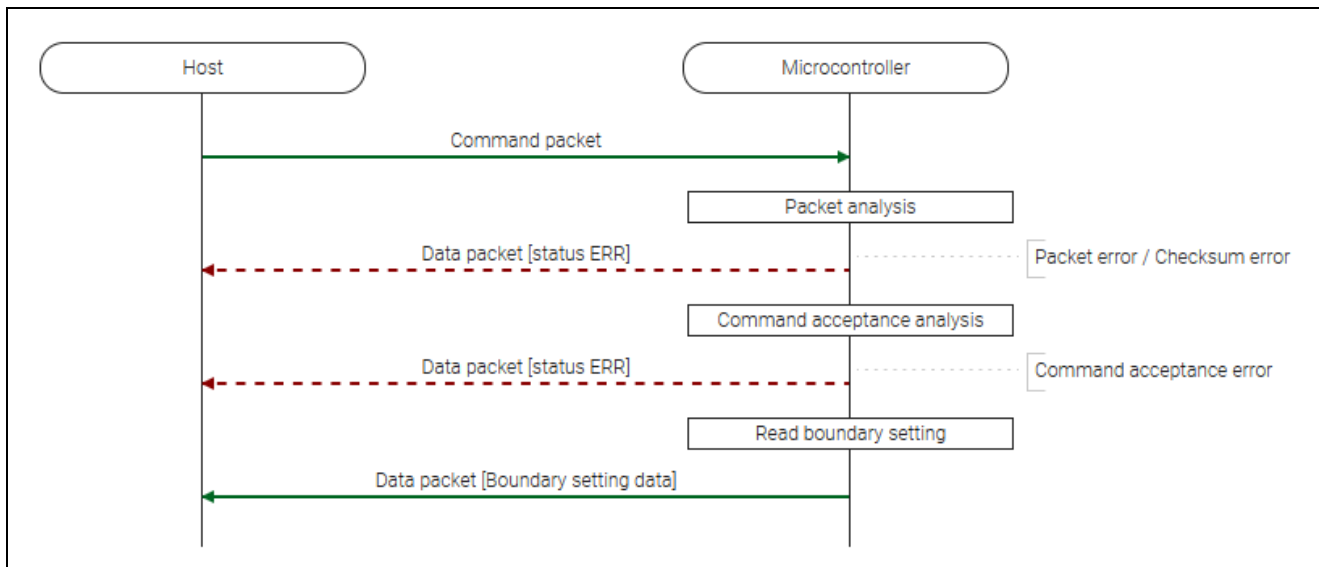 Host
Microcontroller
Command packet
Packet analysis
Data packet [status ERR]
Packet error / Checksum error
Command acceptance analysis
Data packet [status ERR]
Command acceptance error
Read boundary setting
Data packet [Boundary setting data]